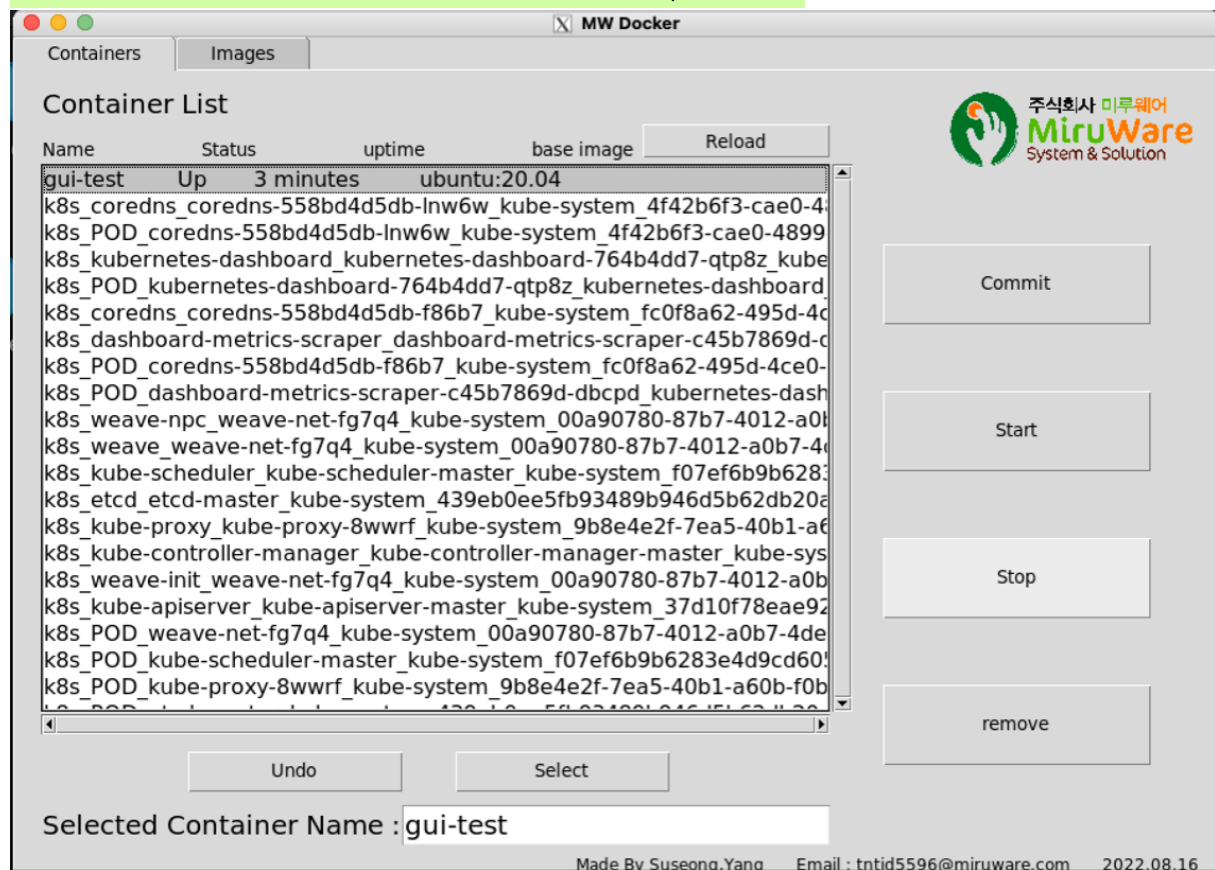 MW Docker
Containers Images
Container List
주식회사 미루웨어
MiruWare
System & Solution
Name Status uptime base image Reload
gui-test Up 3 minutes ubuntu:20.04
k8s_coredns_coredns-558bd4d5db-lnw6w_kube-system_4f42b6f3-cae0-4
k8s_POD_coredns-558bd4d5db-lnw6w_kube-system_4f42b6f3-cae0-4899
k8s_kubernetes-dashboard_kubernetes-dashboard-764b4dd7-qtp8z_kube
k8s_POD_kubernetes-dashboard-764b4dd7-qtp8z_kubernetes-dashboard_
k8s_coredns_coredns-558bd4d5db-f86b7_kube-system_fc0f8a62-495d-4c
k8s_dashboard-metrics-scraper_dashboard-metrics-scraper-c45b7869d-d
k8s_POD_coredns-558bd4d5db-f86b7_kube-system_fc0f8a62-495d-4ce0-
k8s_POD_dashboard-metrics-scraper-c45b7869d-dbcpd_kubernetes-dash
k8s_weave-npc_weave-net-fg7q4_kube-system_00a90780-87b7-4012-a0b
k8s_weave_weave-net-fg7q4_kube-system_00a90780-87b7-4012-a0b7-4
k8s_kube-scheduler_kube-scheduler-master_kube-system_f07ef6b9b6283
k8s_etcd_etcd-master_kube-system_439eb0ee5fb93489b946d5b62db20a
k8s_kube-proxy_kube-proxy-8wwrf_kube-system_9b8e4e2f-7ea5-40b1-a6
k8s_kube-controller-manager_kube-controller-manager-master_kube-sys
k8s_weave-init_weave-net-fg7q4_kube-system_00a90780-87b7-4012-a0b
k8s_kube-apiserver_kube-apiserver-master_kube-system_37d10f78eae92
k8s_POD_weave-net-fg7q4_kube-system_00a90780-87b7-4012-a0b7-4de
k8s_POD_kube-scheduler-master_kube-system_f07ef6b9b6283e4d9cd60
k8s_POD_kube-proxy-8wwrf_kube-system_9b8e4e2f-7ea5-40b1-a60b-f0b
Commit
Start
Stop
remove
Undo Select
Selected Container Name : gui-test
Made By Suseong.Yang Email : tntid5596@miruware.com 2022.08.16